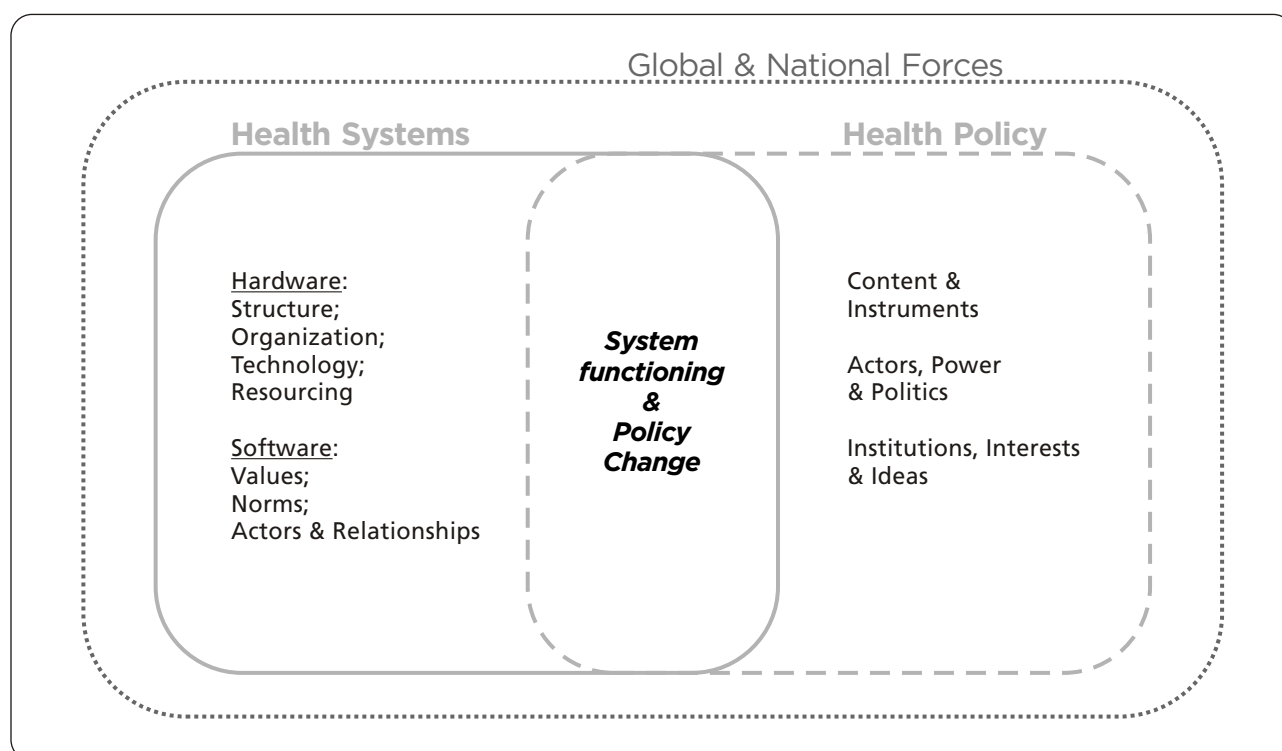 Global & National Forces
Health Systems
Health Policy
Hardware:
Structure;
Organization;
Technology;
Resourcing
Software:
Values;
Norms;
Actors & Relationships
System
functioning
&
Policy
Change
Content &
Instruments
Actors, Power
& Politics
Institutions, Interests
& Ideas